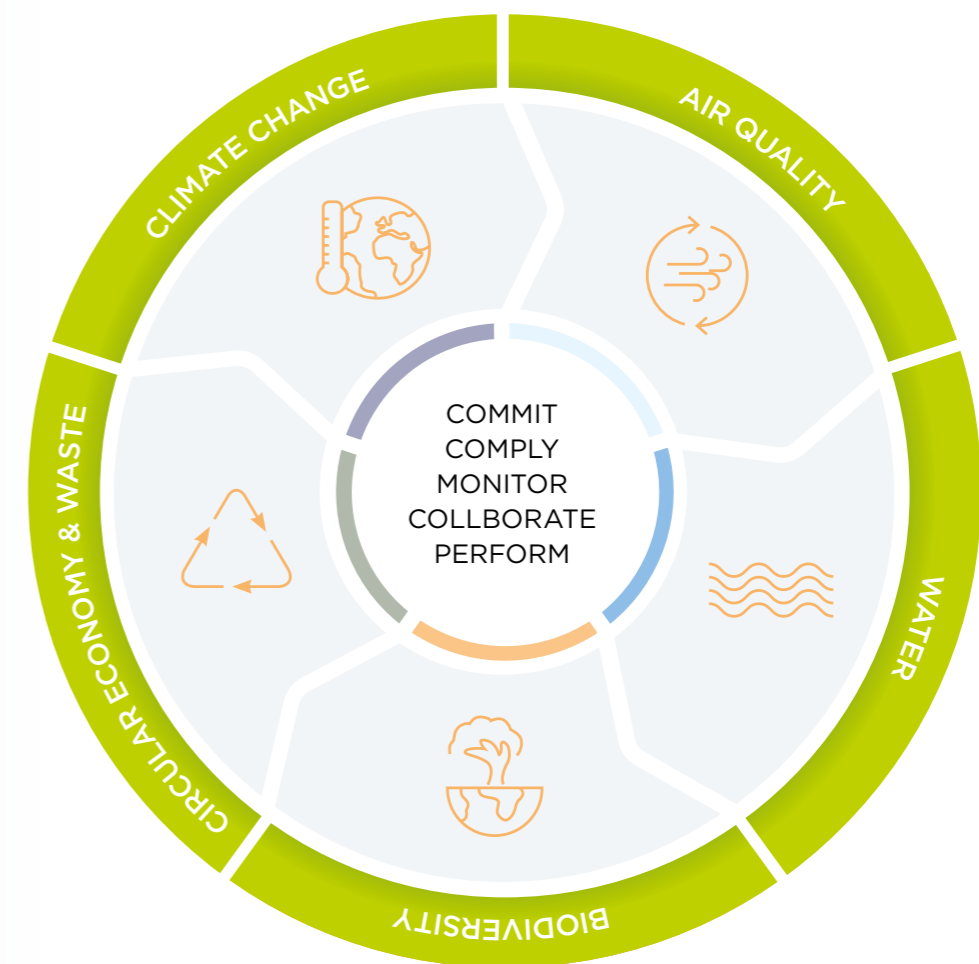 CLIMATE CHANGE
AIR QUALITY
WATER
BIODIVERSITY
CIRCULAR ECONOMY & WASTE
COMMIT
COMPLY
MONITOR
COLLBORATE
PERFORM